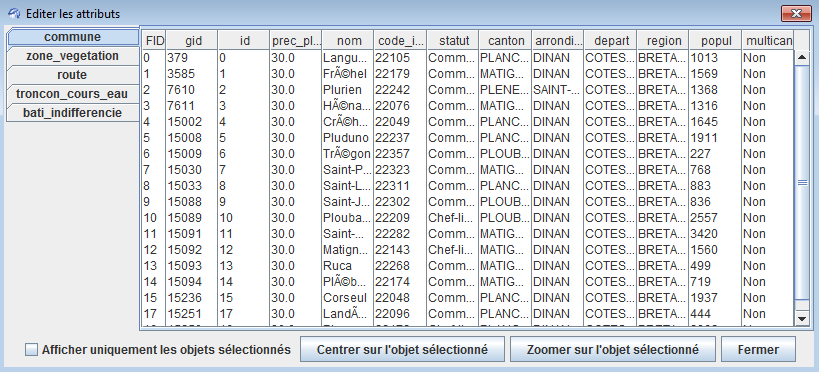 Editer les attributs
commune
zone_vegetation
route
troncon_cours_eau
bati_indifferencie
FID gid id prec_pl... nom code_i... statut canton arrondi... depart region popul multican
0 379 0 30.0 Langu... 22105 Comm... PLANC... DINAN COTES... BRETA... 1013 Non
1 3585 1 30.0 FrÃ©hel 22179 Comm... MATIG... DINAN COTES... BRETA... 1569 Non
2 7610 2 30.0 Plurien 22242 Comm... PLENE... SAINT-... COTES... BRETA... 1368 Non
3 7611 3 30.0 HÃ©na... 22076 Comm... MATIG... DINAN COTES... BRETA... 1316 Non
4 15002 4 30.0 CrÃ©h... 22049 Comm... PLANC... DINAN COTES... BRETA... 1645 Non
5 15008 5 30.0 Pluduno 22237 Comm... PLANC... DINAN COTES... BRETA... 1911 Non
6 15009 6 30.0 TrÃ©gon 22357 Comm... PLOUB... DINAN COTES... BRETA... 227 Non
7 15030 7 30.0 Saint-P... 22323 Comm... MATIG... DINAN COTES... BRETA... 768 Non
8 15033 8 30.0 Saint-L... 22311 Comm... PLANC... DINAN COTES... BRETA... 883 Non
9 15088 9 30.0 Saint-J... 22302 Comm... PLOUB... DINAN COTES... BRETA... 836 Non
10 15089 10 30.0 Plouba... 22209 Chef-li... PLOUB... DINAN COTES... BRETA... 2557 Non
11 15091 11 30.0 Saint-... 22282 Comm... MATIG... DINAN COTES... BRETA... 3420 Non
12 15092 12 30.0 Matign... 22143 Chef-li... MATIG... DINAN COTES... BRETA... 1560 Non
13 15093 13 30.0 Ruca 22268 Comm... MATIG... DINAN COTES... BRETA... 499 Non
14 15094 14 30.0 PlÃ©b... 22174 Comm... MATIG... DINAN COTES... BRETA... 719 Non
15 15236 15 30.0 Corseul 22048 Comm... PLANC... DINAN COTES... BRETA... 1937 Non
17 15251 17 30.0 LandÃ... 22096 Comm... PLANC... DINAN COTES... BRETA... 444 Non
Afficher uniquement les objets sélectionnés Centrer sur l'objet sélectionné Zoomer sur l'objet sélectionné Fermer